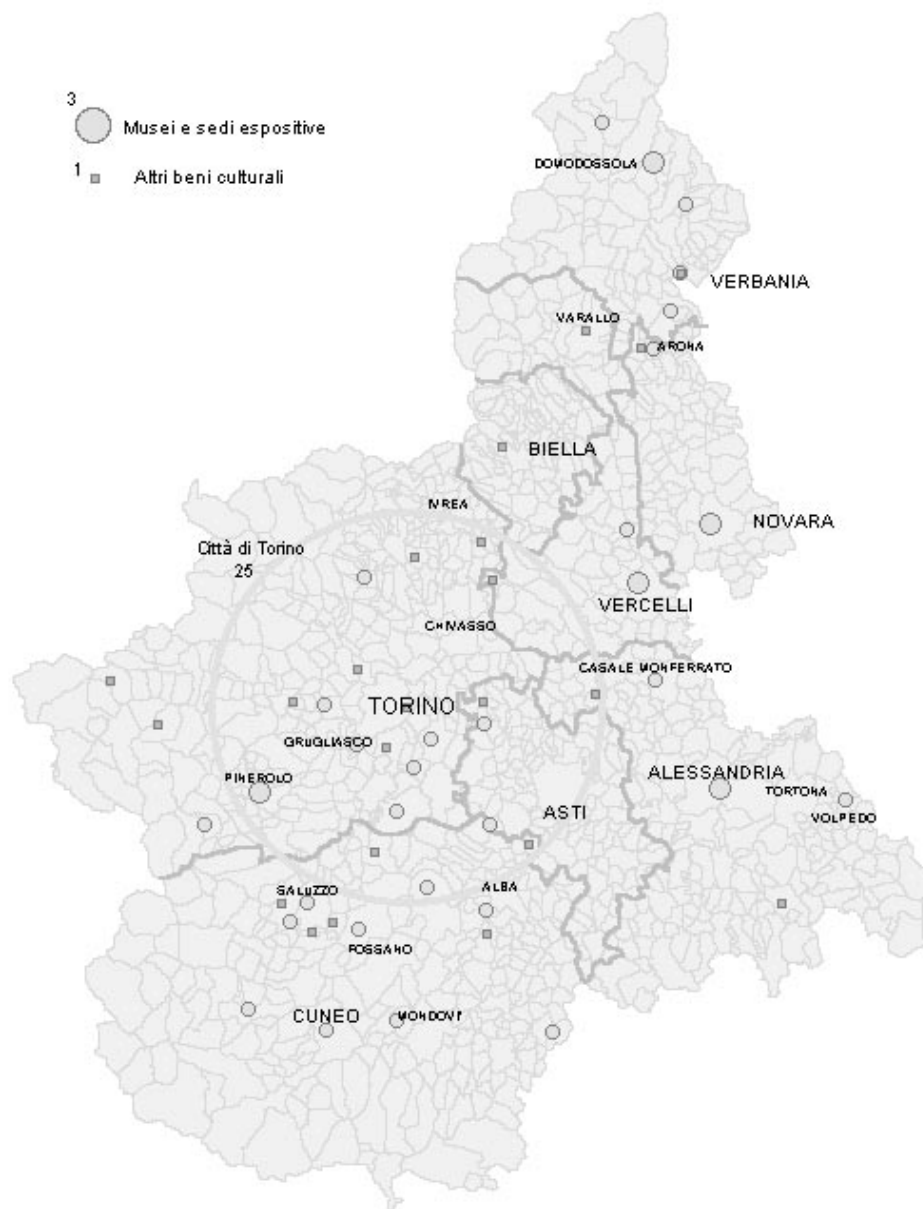 3
Musei e sedi espositive
1
Altri beni culturali
DOMODOSSOLA
VERBANIA
VARALLO
ARONA
BIELLA
IVREA
NOVARA
Città di Torino
25
VERCELLI
CHIVASSO
CASALE MONFERRATO
TORINO
GRUGLIASCO
ALESSANDRIA
PINEROLO
TORTONA
ASTI
VOLPEDO
SALUZZO
ALBA
FOSSANO
CUNEO
MONDOVI'